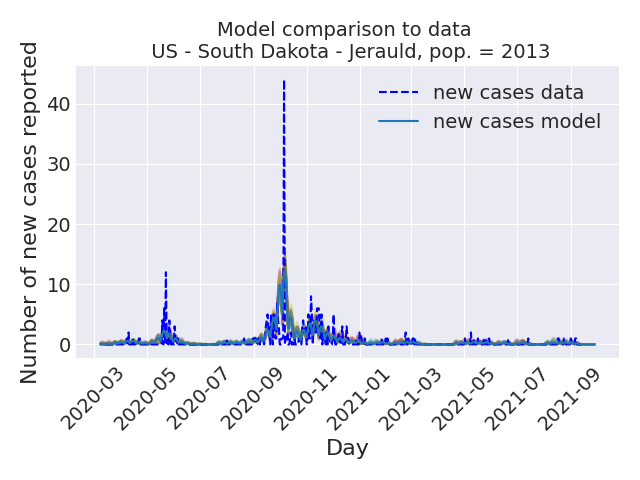 Model comparison to data
US - South Dakota - Jerauld, pop. = 2013
Number of new cases reported
40
30
20
10
0
new cases data
new cases model
2020-03
2020-05
2020-07
2020-09
2020-11
2021-01
2021-03
2021-05
2021-07
2021-09
Day